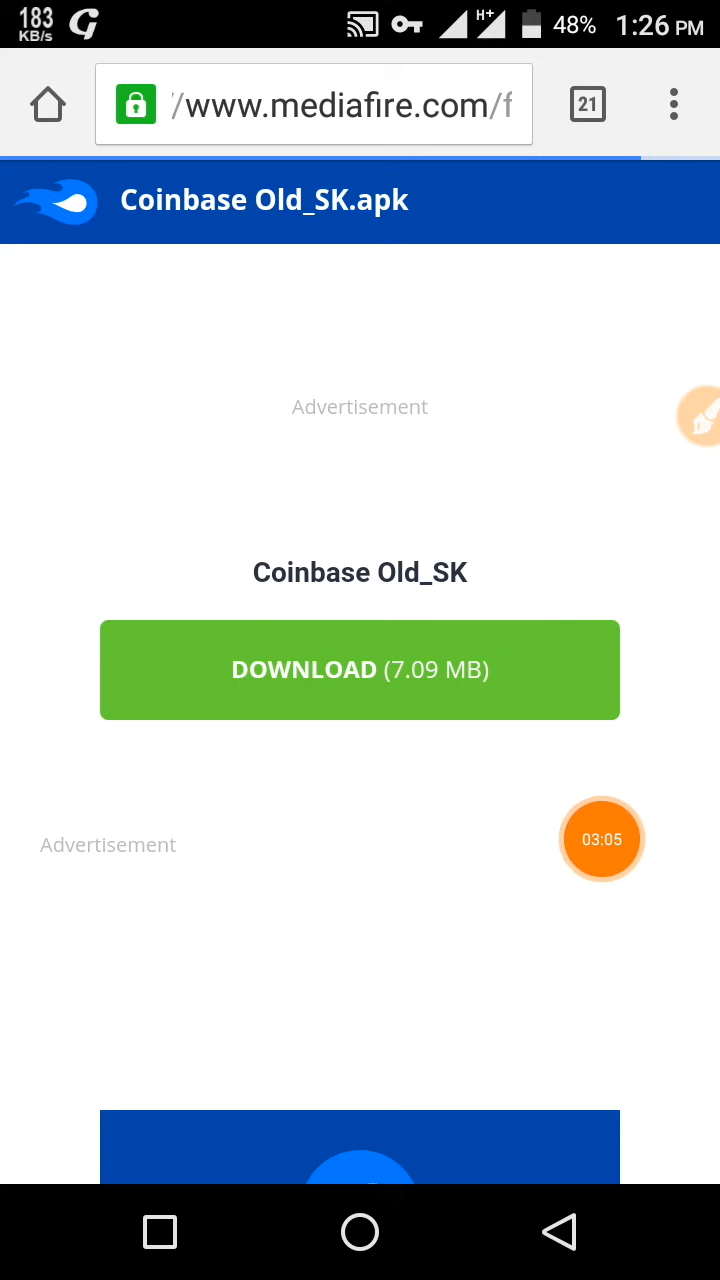 183
KB/s
G
H+
48%
1:26 PM
//www.mediafire.com/f
21
Coinbase Old_SK.apk
Advertisement
Coinbase Old_SK
DOWNLOAD (7.09 MB)
03:05
Advertisement